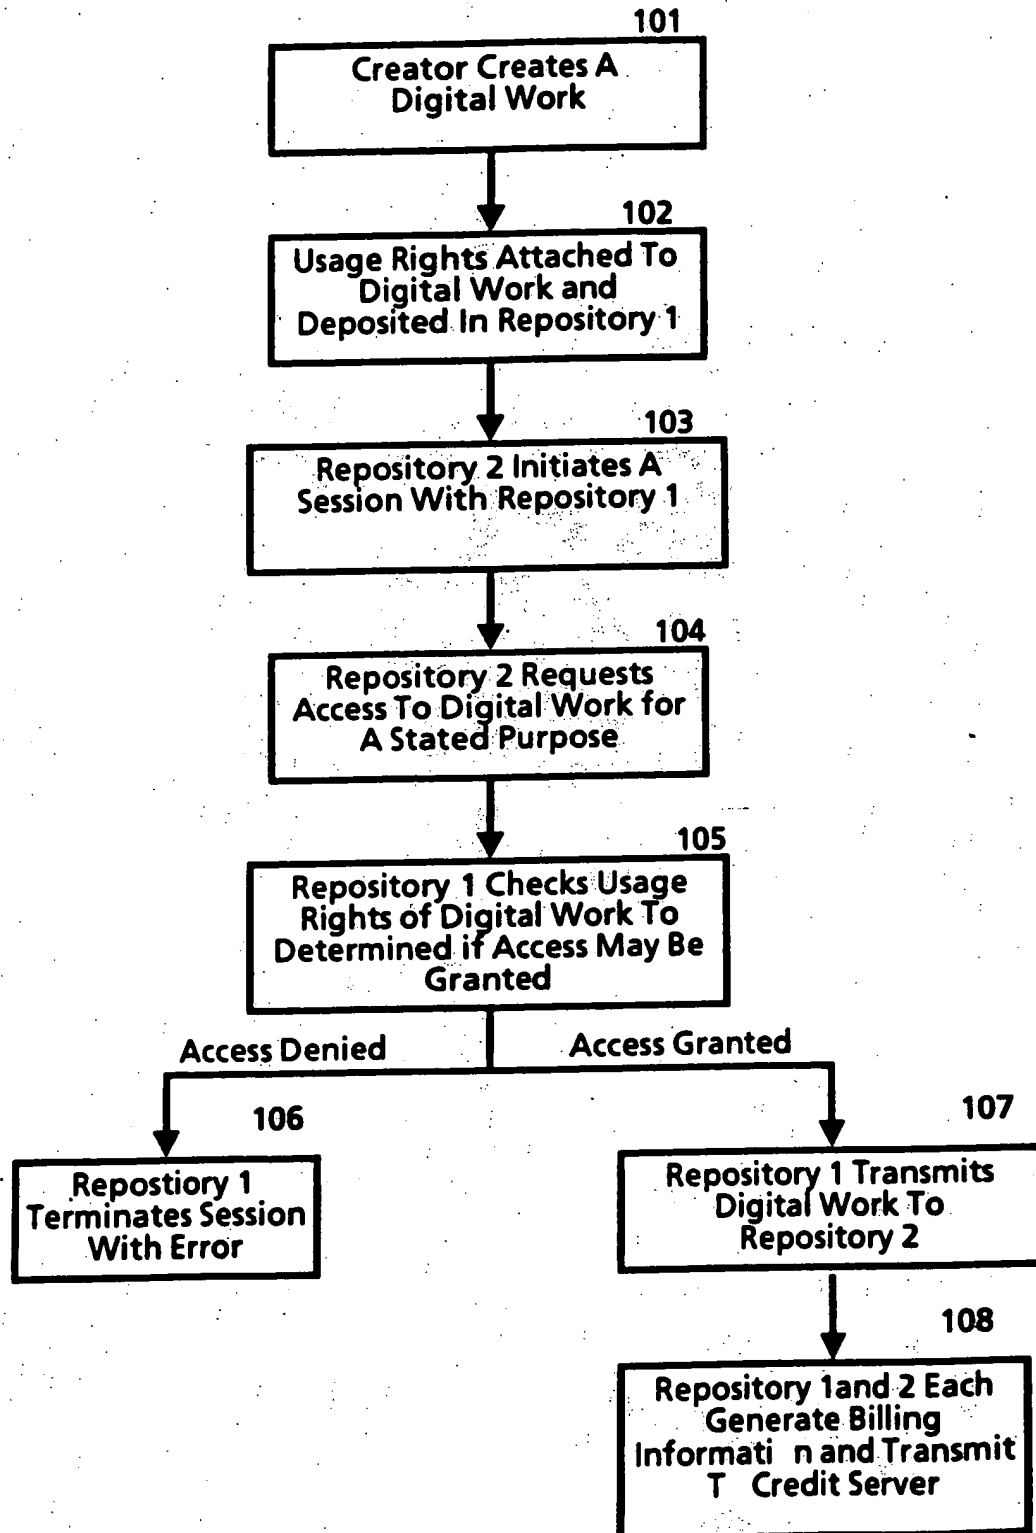 101
Creator Creates A
Digital Work
102
Usage Rights Attached To
Digital Work and
Deposited In Repository 1
103
Repository 2 Initiates A
Session With Repository 1
104
Repository 2 Requests
Access To Digital Work for
A Stated Purpose
105
Repository 1 Checks Usage
Rights of Digital Work To
Determined if Access May Be
Granted
Access Denied
Access Granted
106
Repostiory 1
Terminates Session
With Error
107
Repository 1 Transmits
Digital Work To
Repository 2
108
Repository 1and 2 Each
Generate Billing
Informati n and Transmit
T Credit Server